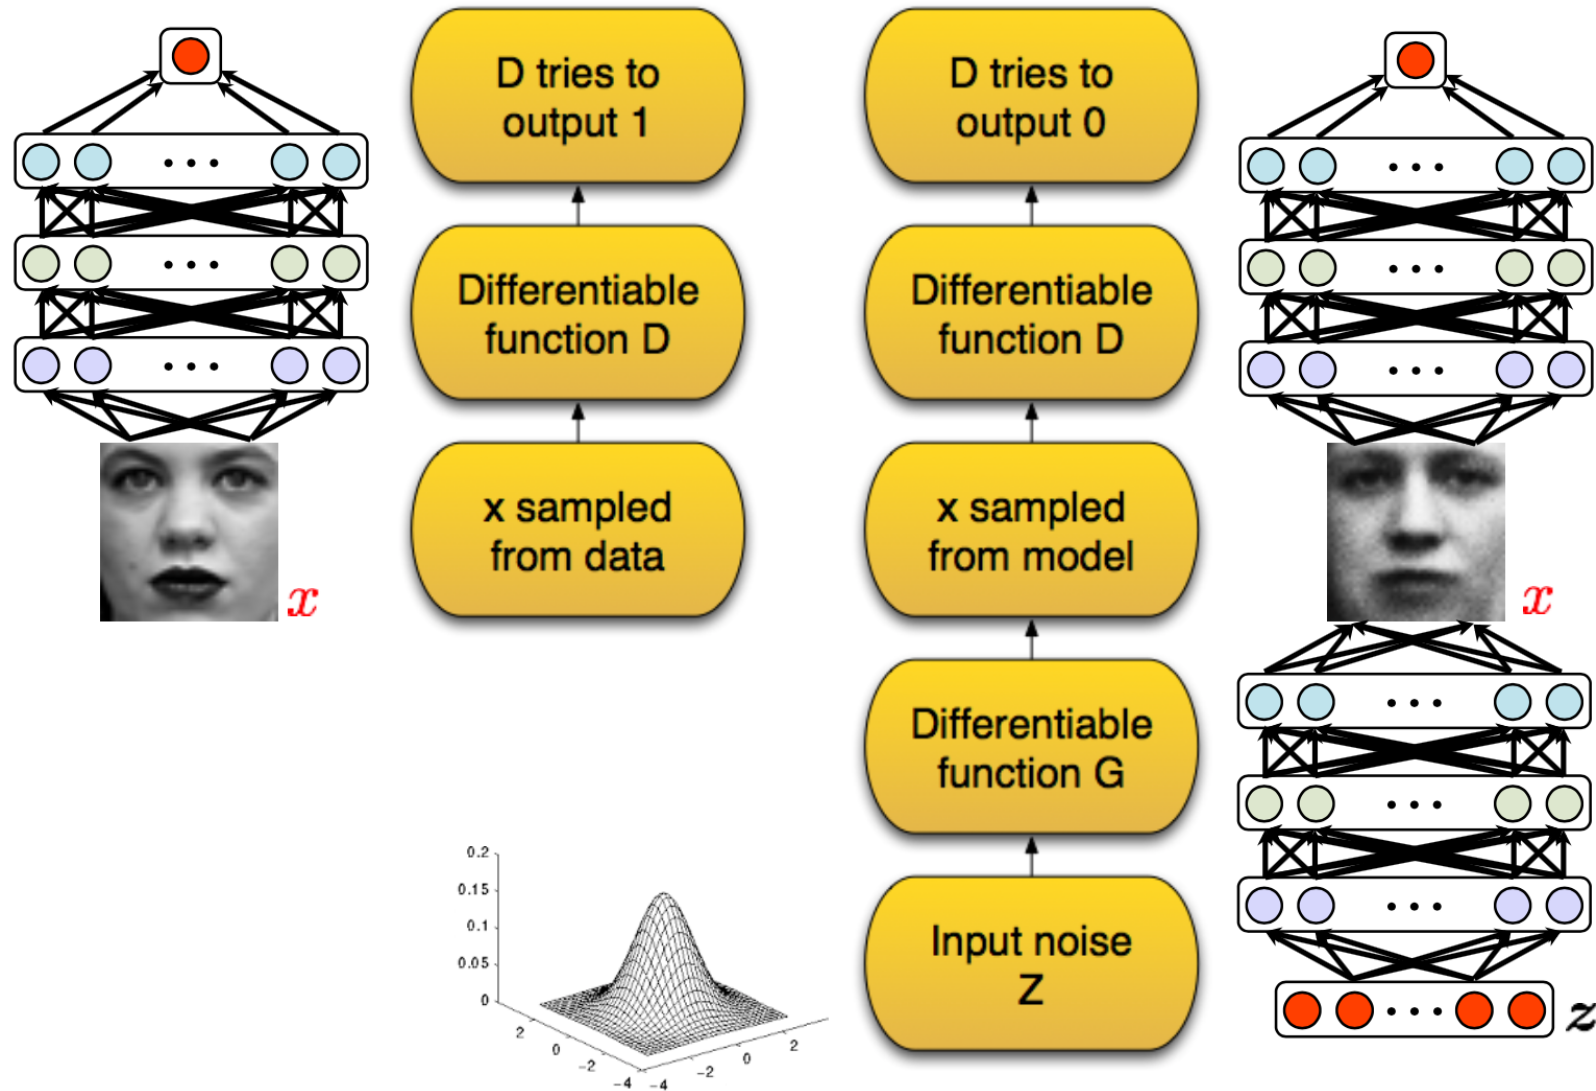 D tries to
output 1
D tries to
output 0
Differentiable
function D
Differentiable
function D
x sampled
from data
x sampled
from model
x
x
Differentiable
function G
Input noise
Z
z
0.2
0.15
0.1
0.05
0
2
0
−2
−4
−4
−2
0
2